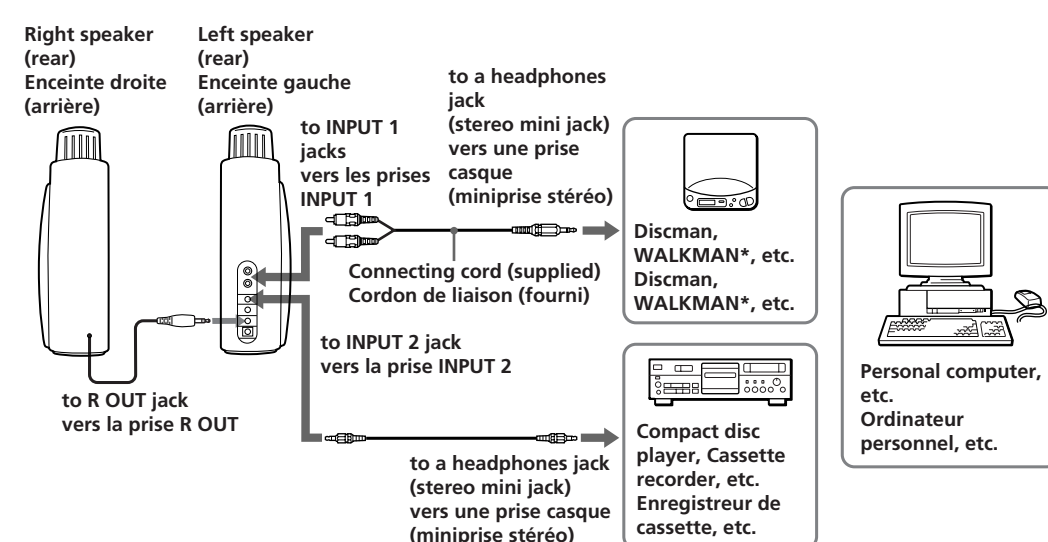 Right speaker
(rear)
Enceinte droite
(arrière)
Left speaker
(rear)
Enceinte gauche
(arrière)
to INPUT 1
jacks
vers les prises
INPUT 1
to a headphones
jack
(stereo mini jack)
vers une prise
casque
(miniprise stéréo)
Connecting cord (supplied)
Cordon de liaison (fourni)
Discman,
WALKMAN*, etc.
Discman,
WALKMAN*, etc.
Personal computer,
etc.
Ordinateur
personnel, etc.
to INPUT 2 jack
vers la prise INPUT 2
to R OUT jack
vers la prise R OUT
to a headphones jack
(stereo mini jack)
vers une prise casque
(miniprise stéréo)
Compact disc
player, Cassette
recorder, etc.
Enregistreur de
cassette, etc.